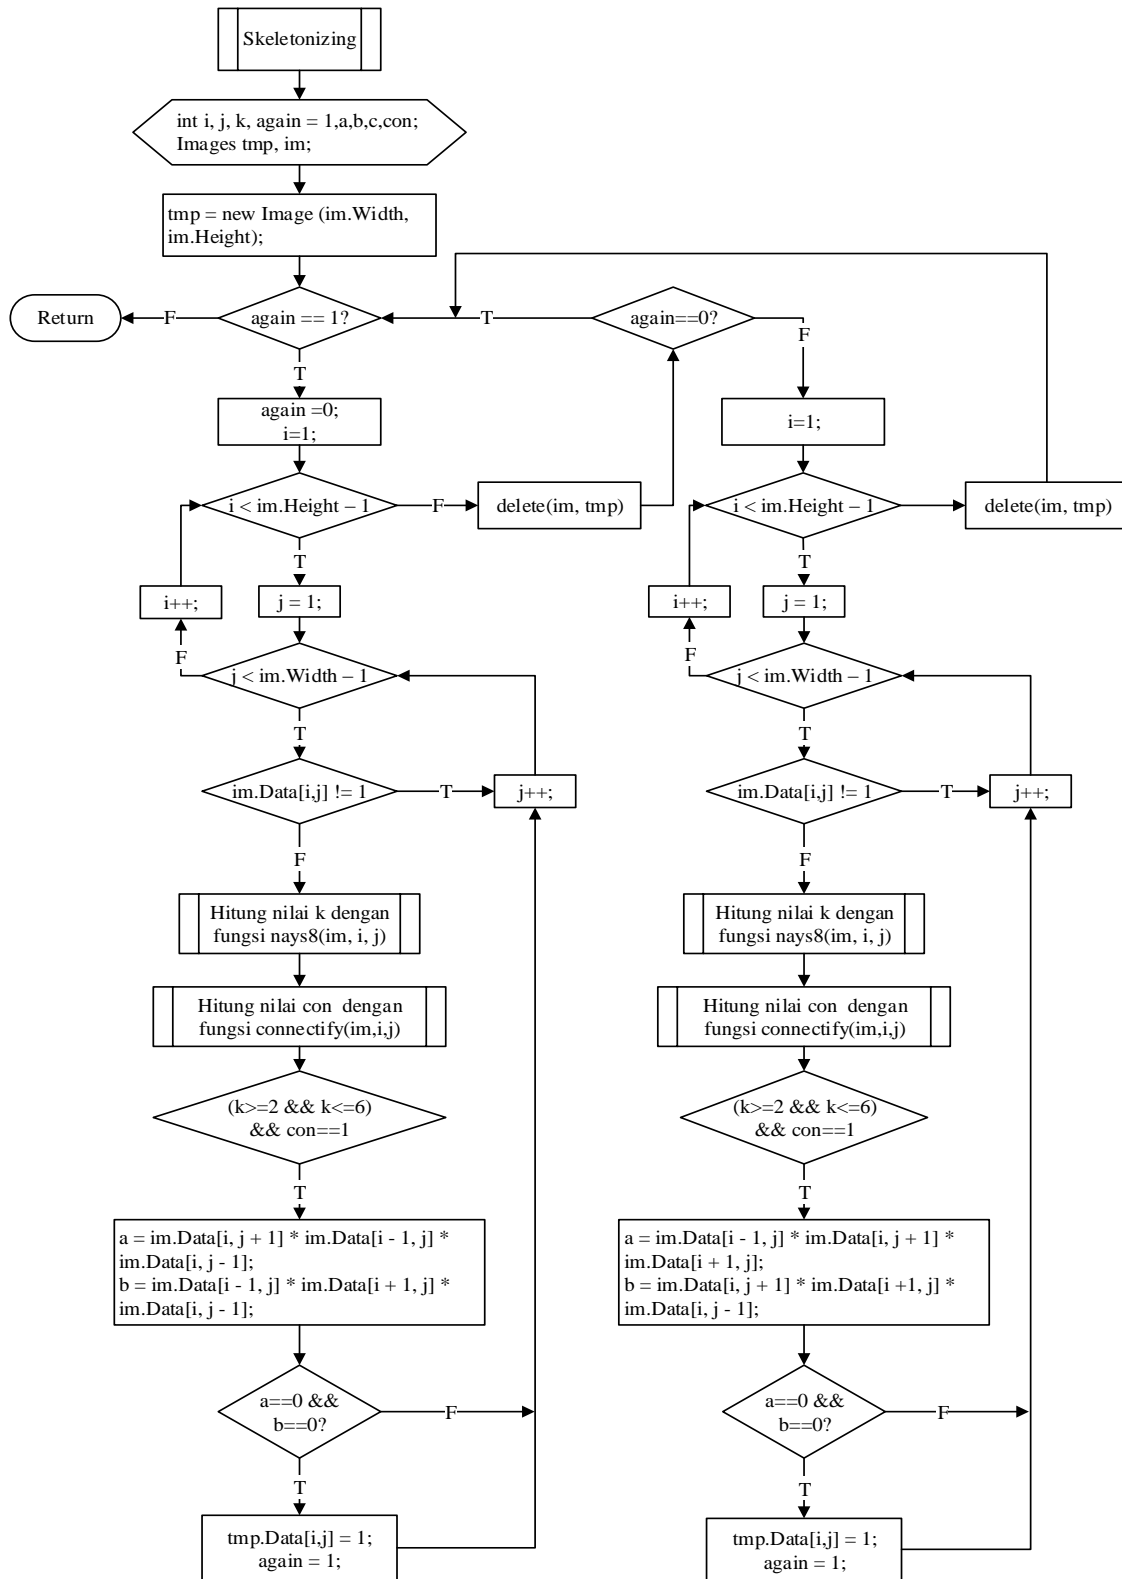 Skeletonizing
int i, j, k, again = 1,a,b,c,con;
Images tmp, im;
tmp = new Image (im.Width,
im.Height);
Return
F
again == 1?
T
again==0?
F
T
again =0;
i=1;
i < im.Height – 1
F
delete(im, tmp)
T
i++;
j = 1;
F
j < im.Width – 1
T
im.Data[i,j] != 1
T
j++;
F
Hitung nilai k dengan
fungsi nays8(im, i, j)
Hitung nilai con  dengan
fungsi connectify(im,i,j)
(k>=2 && k<=6)
&& con==1
T
a = im.Data[i, j + 1] * im.Data[i - 1, j] *
im.Data[i, j - 1];
b = im.Data[i - 1, j] * im.Data[i + 1, j] *
im.Data[i, j - 1];
a==0 &&
b==0?
F
T
tmp.Data[i,j] = 1;
again = 1;
i=1;
i < im.Height – 1
delete(im, tmp)
T
i++;
j = 1;
F
j < im.Width – 1
T
im.Data[i,j] != 1
T
j++;
F
Hitung nilai k dengan
fungsi nays8(im, i, j)
Hitung nilai con  dengan
fungsi connectify(im,i,j)
(k>=2 && k<=6)
&& con==1
T
a = im.Data[i - 1, j] * im.Data[i, j + 1] *
im.Data[i + 1, j];
b = im.Data[i, j + 1] * im.Data[i +1, j] *
im.Data[i, j - 1];
a==0 &&
b==0?
F
T
tmp.Data[i,j] = 1;
again = 1;